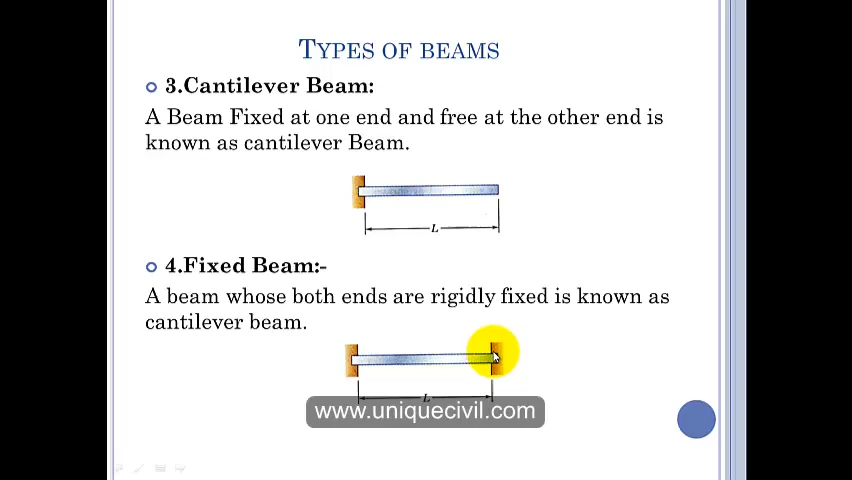 TYPES OF BEAMS
3.Cantilever Beam:
A Beam Fixed at one end and free at the other end is
known as cantilever Beam.
L
4.Fixed Beam:-
A beam whose both ends are rigidly fixed is known as
cantilever beam.
L
www.uniquecivil.com